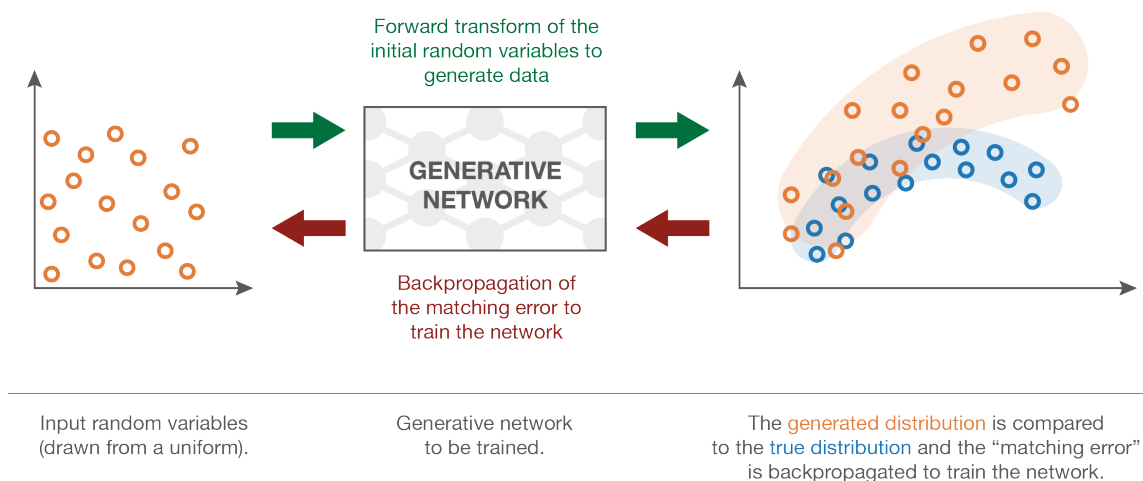 Forward transform of the
initial random variables to
generate data
GENERATIVE
NETWORK
Backpropagation of
the matching error to
train the network
Input random variables
(drawn from a uniform).
Generative network
to be trained.
The generated distribution is compared
to the true distribution and the “matching error”
is backpropagated to train the network.